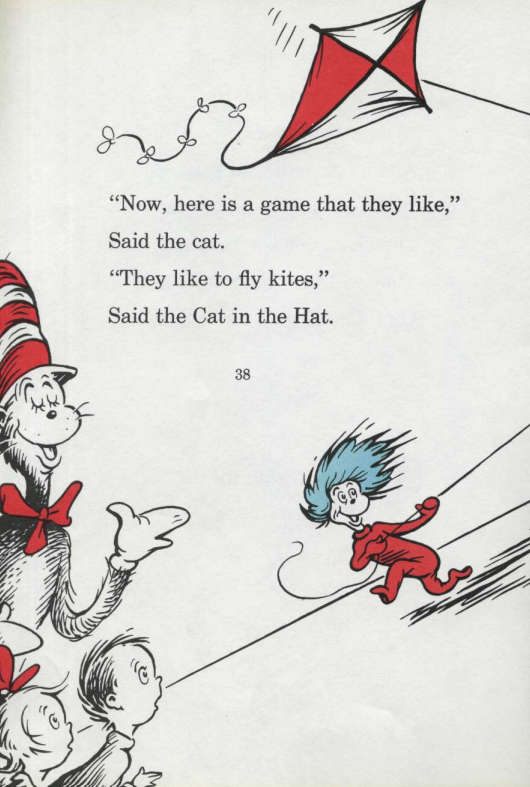 “Now, here is a game that they like,”
Said the cat.
“They like to fly kites,”
Said the Cat in the Hat.
38